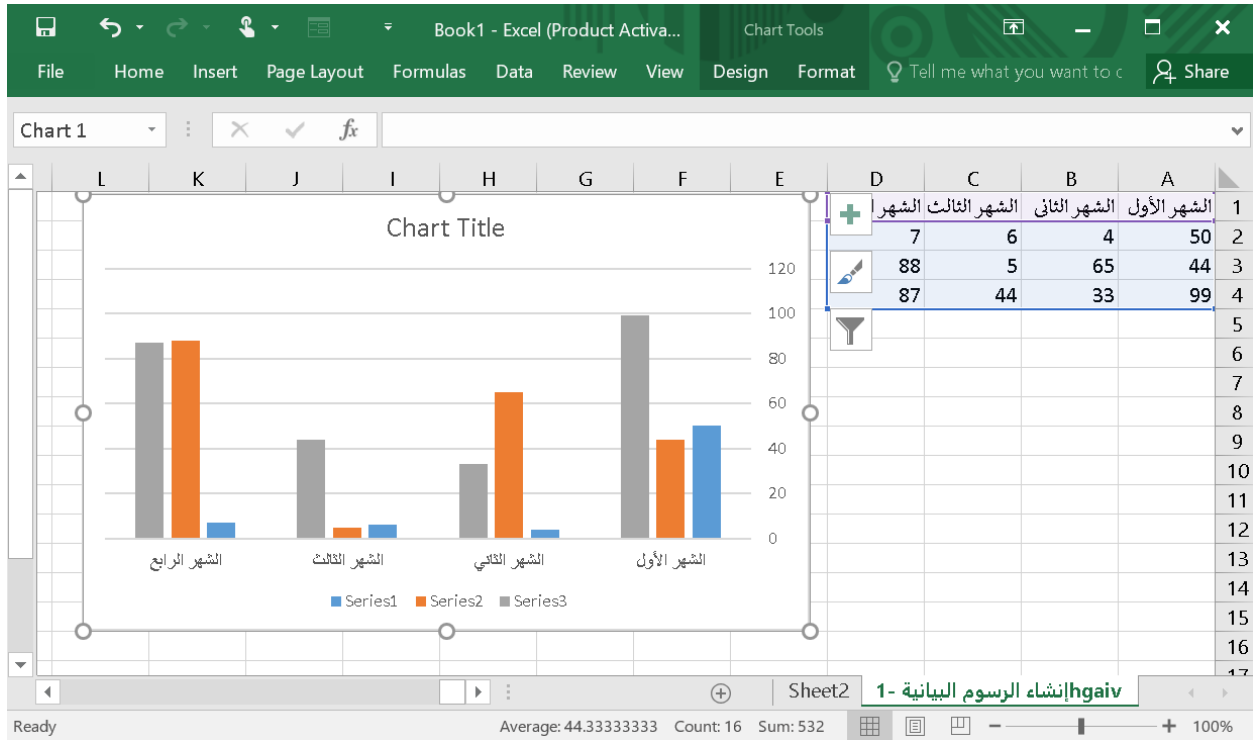 Book1 - Excel (Product Activa... Chart Tools
File Home Insert Page Layout Formulas Data Review View Design Format Tell me what you want to c Share
Chart 1 fx
L K J I H G F E D C B A
الشهر الأول الشهر الثانى الشهر الثالث الشهر ا 1
7 6 4 50 2
88 5 65 44 3
87 44 33 99 4
5
6
7
8
9
10
11
12
13
14
15
16
17
Chart Title
120
100
80
60
40
20
0
الشهر الأول الشهر الثاني الشهر الثالث الشهر الرابع
Series1 Series2 Series3
Sheet2 hgaivإنشاء الرسوم البيانية -1
Ready Average: 44.33333333 Count: 16 Sum: 532 100%